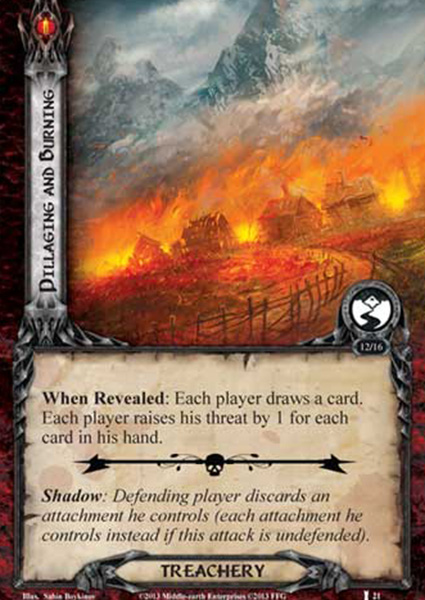 PILLAGING AND BURNING
12/16
When Revealed: Each player draws a card.
Each player raises his threat by 1 for each
card in his hand.
Shadow: Defending player discards an
attachment he controls (each attachment he
controls instead if this attack is undefended).
TREACHERY
Illus. Sabin Boykinov ©2013 Middle-earth Enterprises ©2013 FFG 21